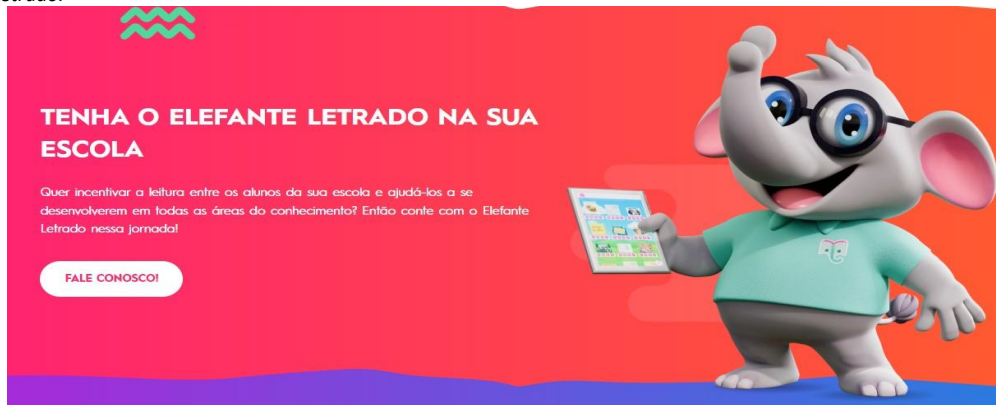 TENHA O ELEFANTE LETRADO NA SUA
ESCOLA
Quer incentivar a leitura entre os alunos da sua escola e ajudá-los a se
desenvolverem em todas as áreas do conhecimento? Então conte com o Elefante
Letrado nessa jornada!
FALE CONOSCO!